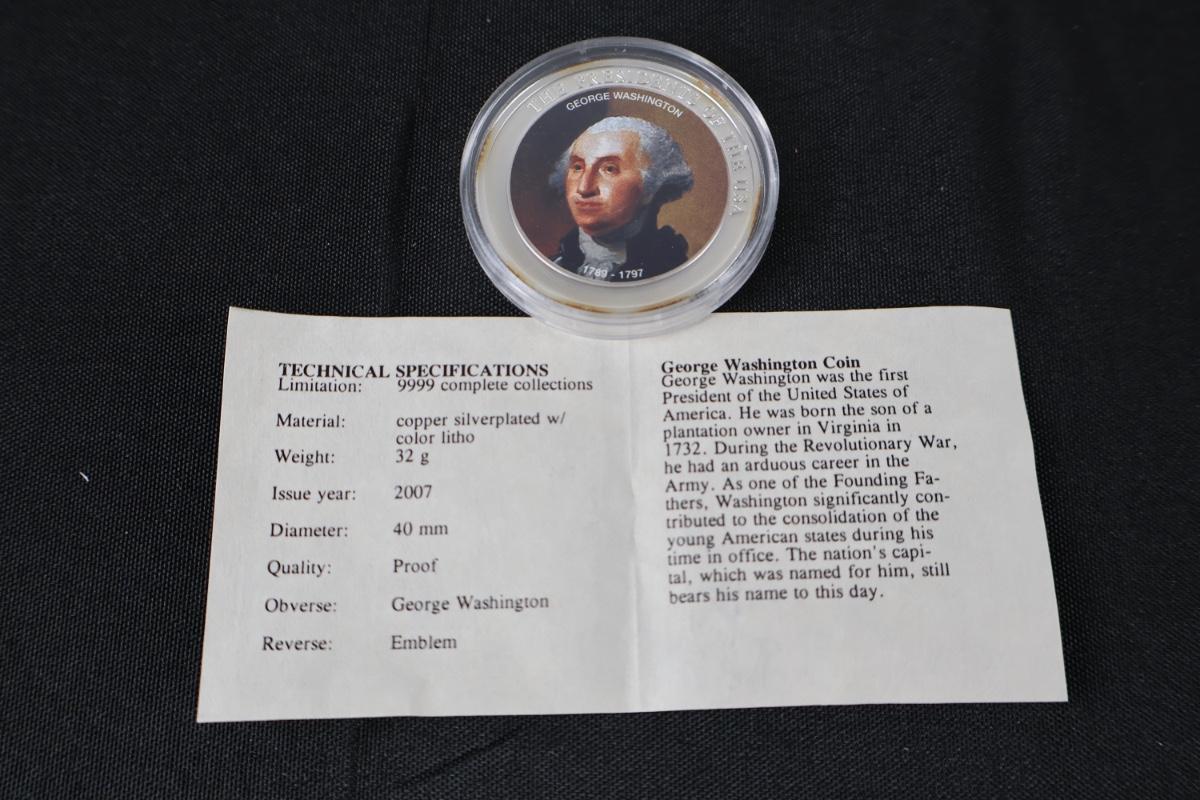 THE PRESIDENTS OF THE USA
GEORGE WASHINGTON
1789 - 1797
TECHNICAL SPECIFICATIONS
Limitation: 9999 complete collections
Material: copper silverplated w/
color litho
Weight: 32 g
Issue year: 2007
Diameter: 40 mm
Quality: Proof
Obverse: George Washington
Reverse: Emblem
George Washington Coin
George Washington was the first
President of the United States of
America. He was born the son of a
plantation owner in Virginia in
1732. During the Revolutionary War,
he had an arduous career in the
Army. As one of the Founding Fa-
thers, Washington significantly con-
tributed to the consolidation of the
young American states during his
time in office. The nation's capi-
tal, which was named for him, still
bears his name to this day.